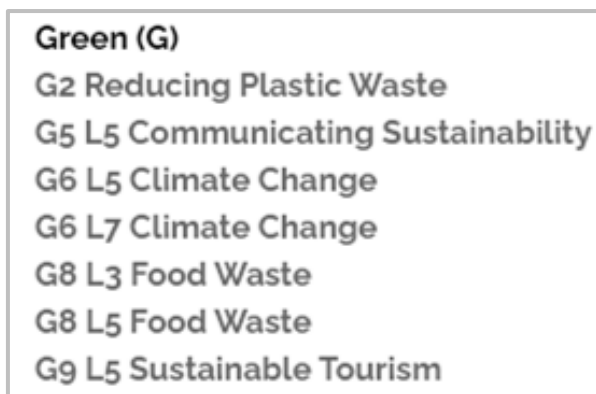 Green (G)
G2 Reducing Plastic Waste
G5 L5 Communicating Sustainability
G6 L5 Climate Change
G6 L7 Climate Change
G8 L3 Food Waste
G8 L5 Food Waste
G9 L5 Sustainable Tourism